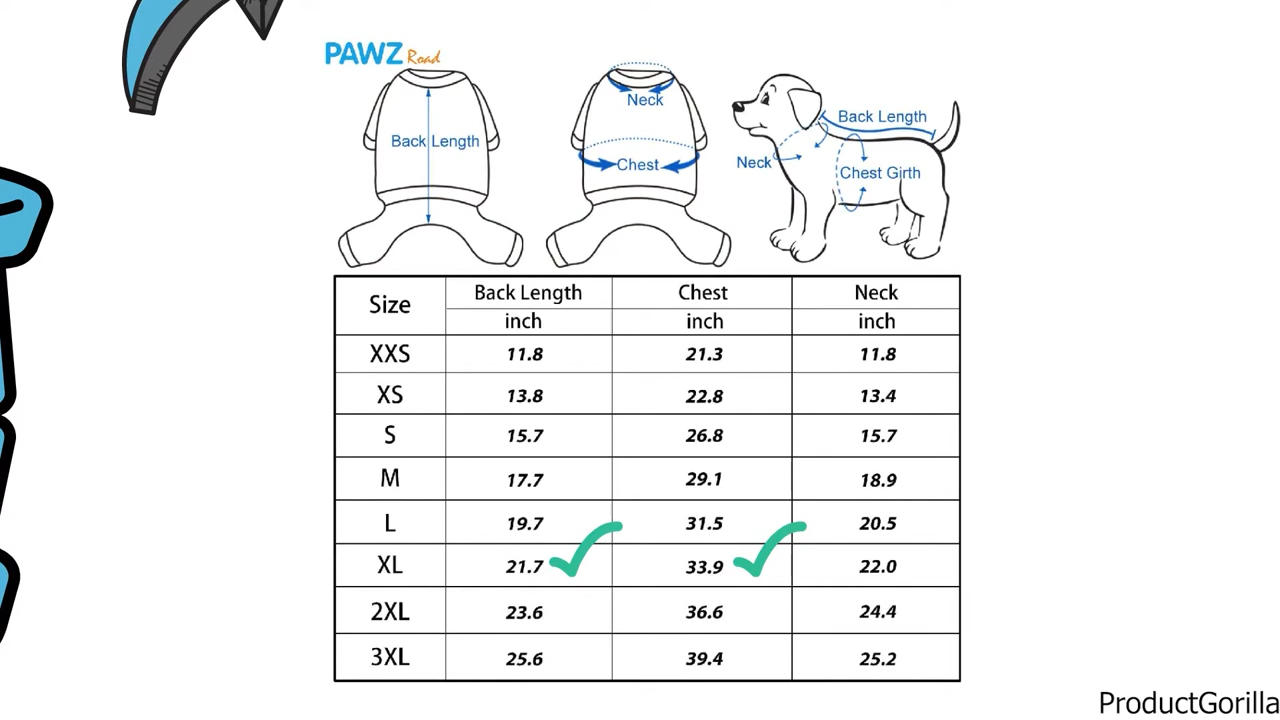 PAWZ Road
Back Length
Neck
Chest
Back Length
Neck
Chest Girth
Size Back Length Chest Neck
inch inch inch
XXS 11.8 21.3 11.8
XS 13.8 22.8 13.4
S 15.7 26.8 15.7
M 17.7 29.1 18.9
L 19.7 31.5 20.5
XL 21.7 33.9 22.0
2XL 23.6 36.6 24.4
3XL 25.6 39.4 25.2
ProductGorilla